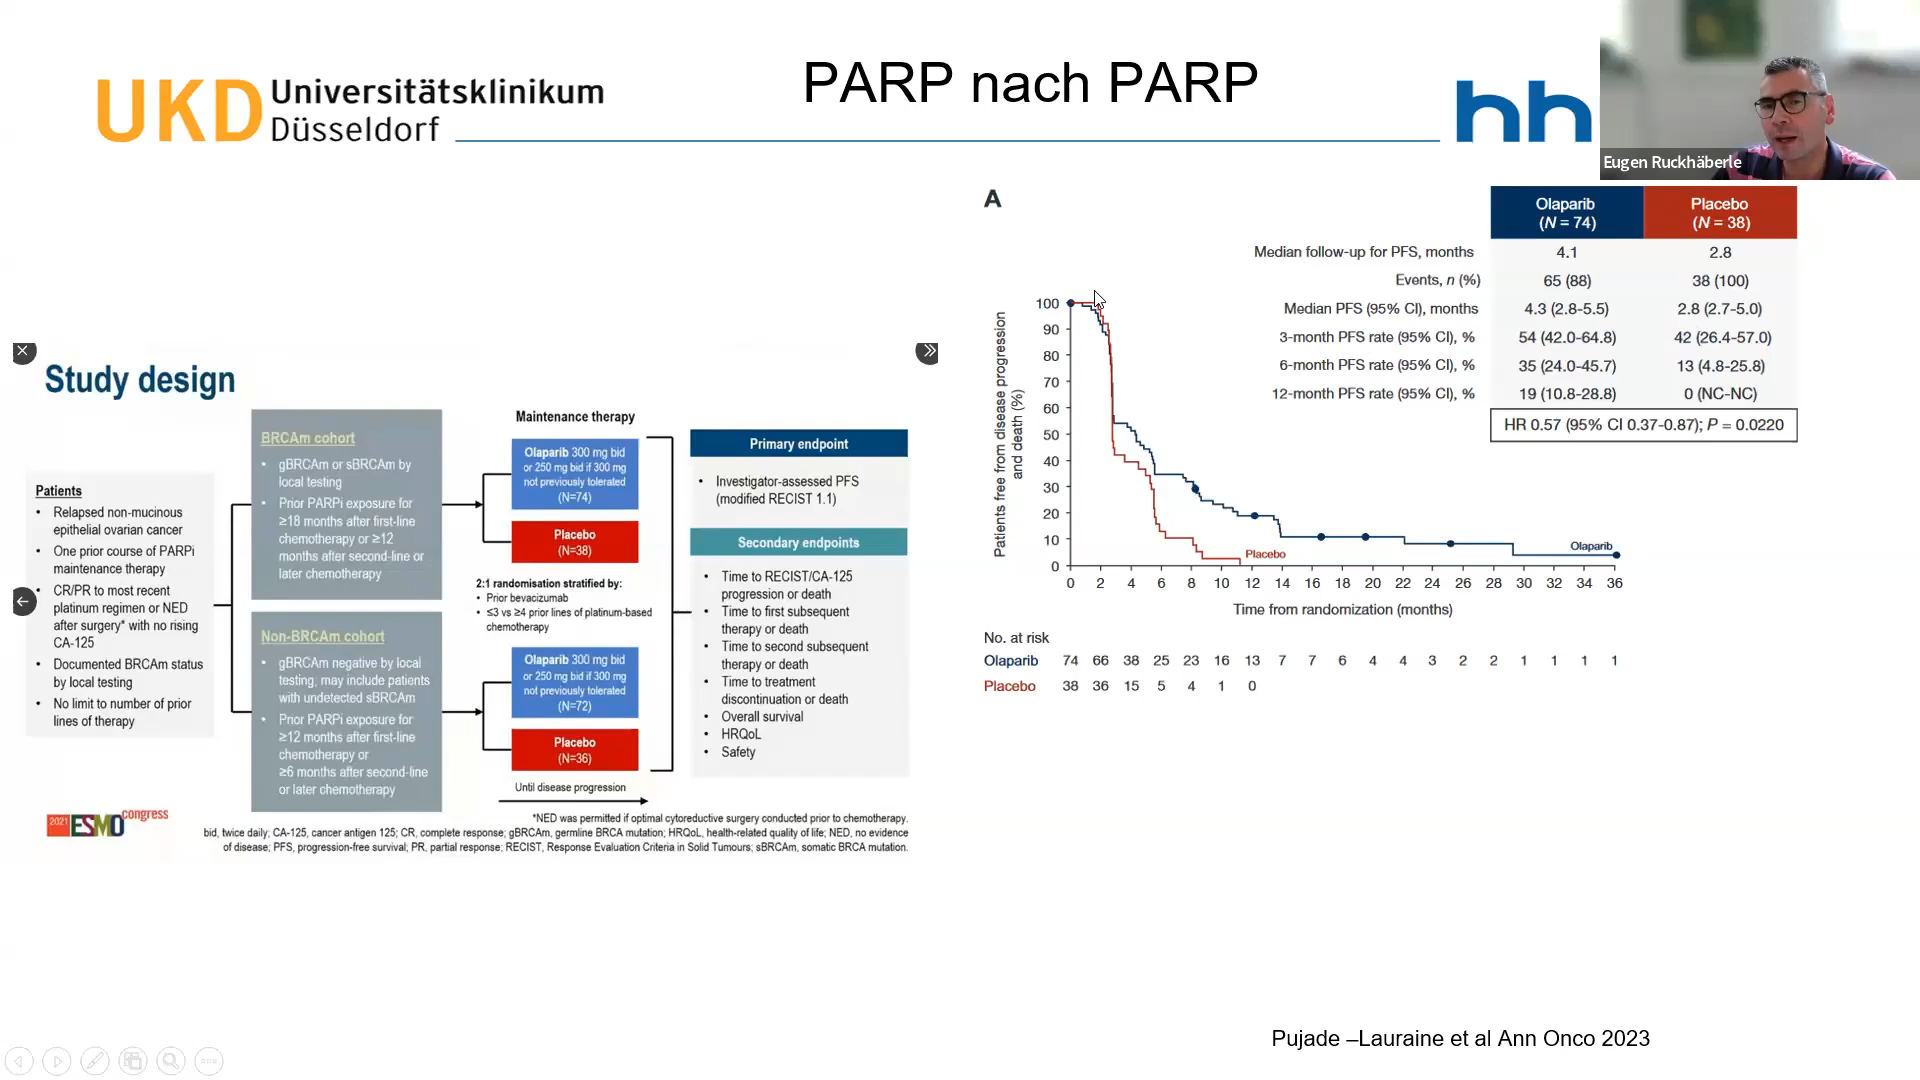 UKD Universitätsklinikum
Düsseldorf
PARP nach PARP
hh
Eugen Ruckhäberle
Study design
Patients
• Relapsed non-mucinous
epithelial ovarian cancer
• One prior course of PARPi
maintenance therapy
• CR/PR to most recent
platinum regimen or NED
after surgery* with no rising
CA-125
• Documented BRCAm status
by local testing
• No limit to number of prior
lines of therapy
BRCAm cohort
• gBRCAm or sBRCAm by
local testing
• Prior PARPi exposure for
≥18 months after first-line
chemotherapy or ≥12
months after second-line or
later chemotherapy
Non-BRCAm cohort
• gBRCAm negative by local
testing; may include patients
with undetected sBRCAm
• Prior PARPi exposure for
≥12 months after first-line
chemotherapy or
≥6 months after second-line
or later chemotherapy
Maintenance therapy
Olaparib 300 mg bid
or 250 mg bid if 300 mg
not previously tolerated
(N=74)
Placebo
(N=38)
2:1 randomisation stratified by:
• Prior bevacizumab
• ≤3 vs ≥4 prior lines of platinum-based
chemotherapy
Olaparib 300 mg bid
or 250 mg bid if 300 mg
not previously tolerated
(N=72)
Placebo
(N=36)
Until disease progression
Primary endpoint
• Investigator-assessed PFS
(modified RECIST 1.1)
Secondary endpoints
• Time to RECIST/CA-125
progression or death
• Time to first subsequent
therapy or death
• Time to second subsequent
therapy or death
• Time to treatment
discontinuation or death
• Overall survival
• HRQoL
• Safety
2021 ESMO congress
*NED was permitted if optimal cytoreductive surgery conducted prior to chemotherapy.
bid, twice daily; CA-125, cancer antigen 125; CR, complete response; gBRCAm, germline BRCA mutation; HRQoL, health-related quality of life; NED, no evidence
of disease; PFS, progression-free survival; PR, partial response; RECIST, Response Evaluation Criteria in Solid Tumours; sBRCAm, somatic BRCA mutation.
A
Olaparib Placebo
(N = 74) (N = 38)
Median follow-up for PFS, months 4.1 2.8
Events, n (%) 65 (88) 38 (100)
Median PFS (95% CI), months 4.3 (2.8-5.5) 2.8 (2.7-5.0)
3-month PFS rate (95% CI), % 54 (42.0-64.8) 42 (26.4-57.0)
6-month PFS rate (95% CI), % 35 (24.0-45.7) 13 (4.8-25.8)
12-month PFS rate (95% CI), % 19 (10.8-28.8) 0 (NC-NC)
HR 0.57 (95% CI 0.37-0.87); P = 0.0220
Patients free from disease progression
and death (%)
100
90
80
70
60
50
40
30
20
10
0
Olaparib
Placebo
0 2 4 6 8 10 12 14 16 18 20 22 24 26 28 30 32 34 36
Time from randomization (months)
No. at risk
Olaparib 74 66 38 25 23 16 13 7 7 6 4 4 3 2 2 1 1 1 1
Placebo 38 36 15 5 4 1 0
Pujade –Lauraine et al Ann Onco 2023